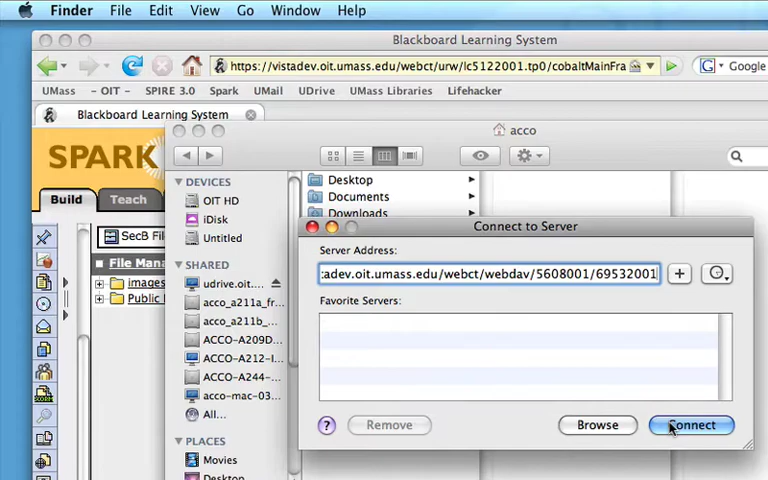 Finder File Edit View Go Window Help
Blackboard Learning System
https://vistadev.oit.umass.edu/webct/urw/lc5122001.tp0/cobaltMainFra
Google
UMass - OIT - SPIRE 3.0 Spark UMail UDrive UMass Libraries Lifehacker
Blackboard Learning System
acco
SPARK
Build Teach
SecB Fil
File Mana
images
Public
DEVICES
OIT HD
iDisk
Untitled
SHARED
udrive.oit....
acco_a211a_fr...
acco_a211b_...
ACCO-A209D...
ACCO-A212-I...
ACCO-A244-...
acco-mac-03...
All...
PLACES
Movies
Desktop
Desktop
Documents
Downloads
Connect to Server
Server Address:
:adev.oit.umass.edu/webct/webdav/5608001/69532001
+
Favorite Servers:
? Remove Browse Connect